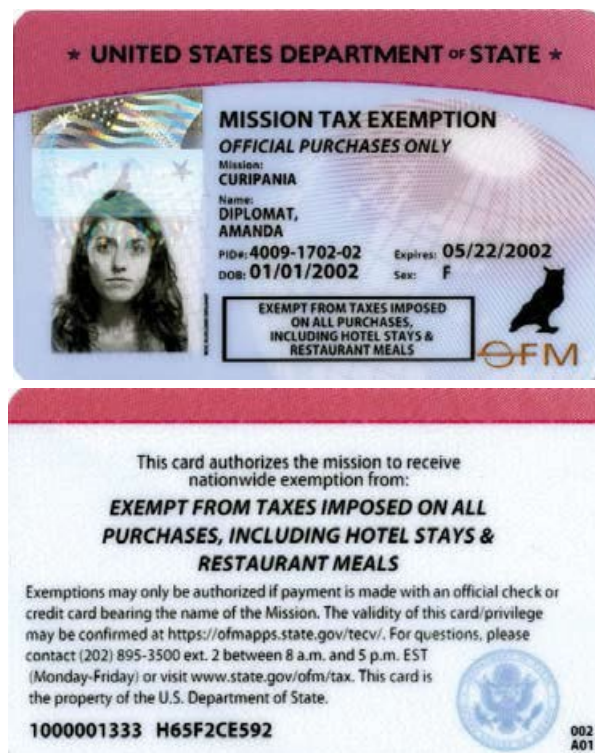 ★ UNITED STATES DEPARTMENT OF STATE ★
MISSION TAX EXEMPTION
OFFICIAL PURCHASES ONLY
Mission:
CURIPANIA
Name:
DIPLOMAT,
AMANDA
PID#: 4009-1702-02 Expires: 05/22/2002
DOB: 01/01/2002 Sex: F
EXEMPT FROM TAXES IMPOSED
ON ALL PURCHASES,
INCLUDING HOTEL STAYS &
RESTAURANT MEALS
OFM
This card authorizes the mission to receive
nationwide exemption from:
EXEMPT FROM TAXES IMPOSED ON ALL
PURCHASES, INCLUDING HOTEL STAYS &
RESTAURANT MEALS
Exemptions may only be authorized if payment is made with an official check or
credit card bearing the name of the Mission. The validity of this card/privilege
may be confirmed at https://ofmapps.state.gov/tecv/. For questions, please
contact (202) 895-3500 ext. 2 between 8 a.m. and 5 p.m. EST
(Monday-Friday) or visit www.state.gov/ofm/tax. This card is
the property of the U.S. Department of State.
1000001333 H65F2CE592
002
A01